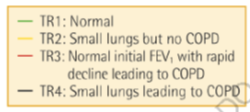 TR1: Normal
TR2: Small lungs but no COPD
TR3: Normal initial FEV₁ with rapid
decline leading to COPD
TR4: Small lungs leading to COPD